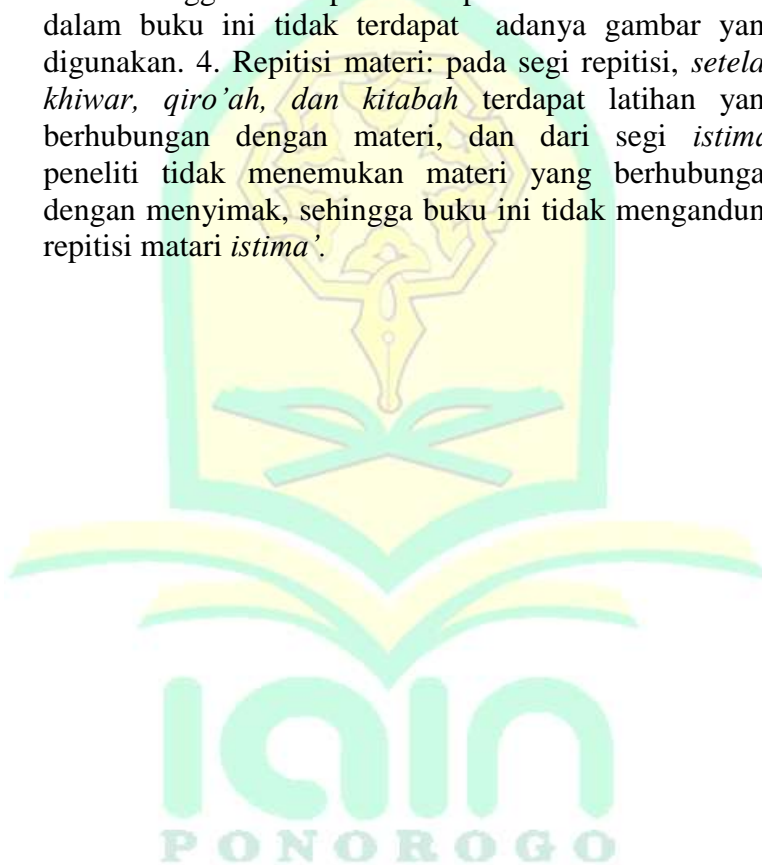 dalam buku ini tidak terdapat adanya gambar yan
digunakan. 4. Repitisi materi: pada segi repitisi, setela
khiwar, qiro’ah, dan kitabah terdapat latihan yan
berhubungan dengan materi, dan dari segi istima
peneliti tidak menemukan materi yang berhubunga
dengan menyimak, sehingga buku ini tidak mengandun
repitisi matari istima’.
iain
PONOROGO